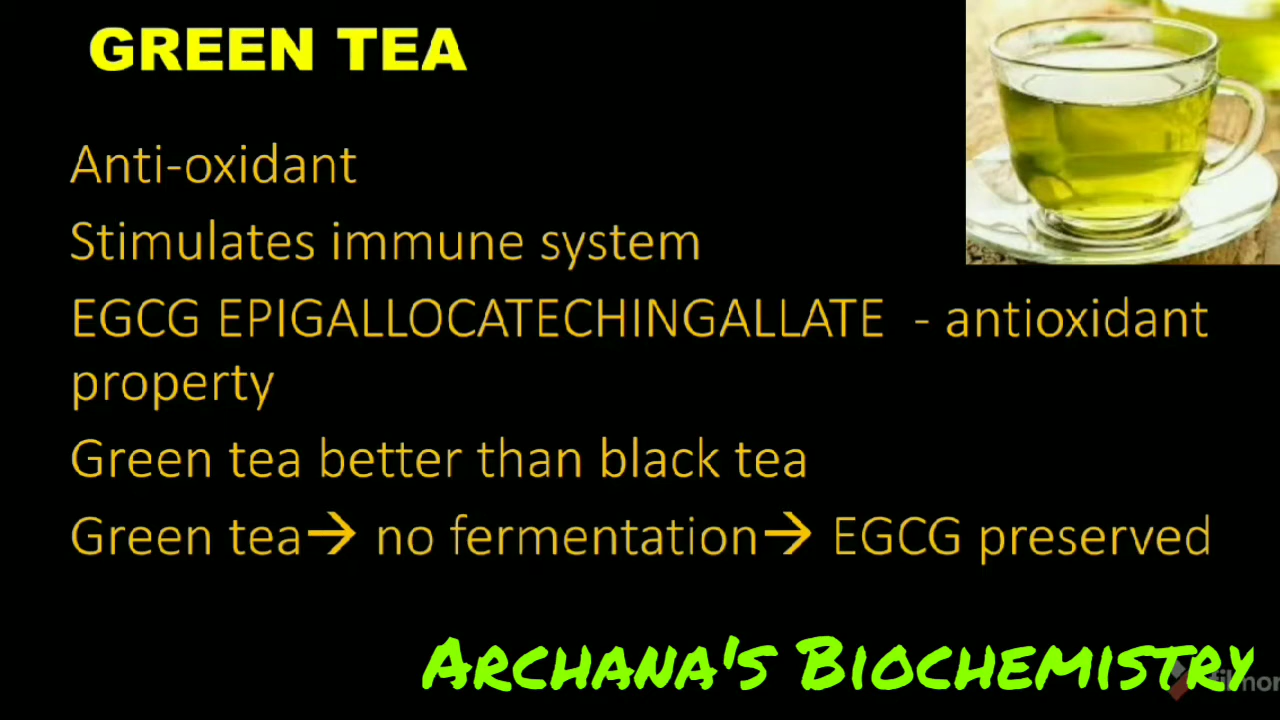 GREEN TEA
Anti-oxidant
Stimulates immune system
EGCG EPIGALLOCATECHINGALLATE - antioxidant
property
Green tea better than black tea
Green tea→ no fermentation→ EGCG preserved
ARCHANA'S BIOCHEMISTRY